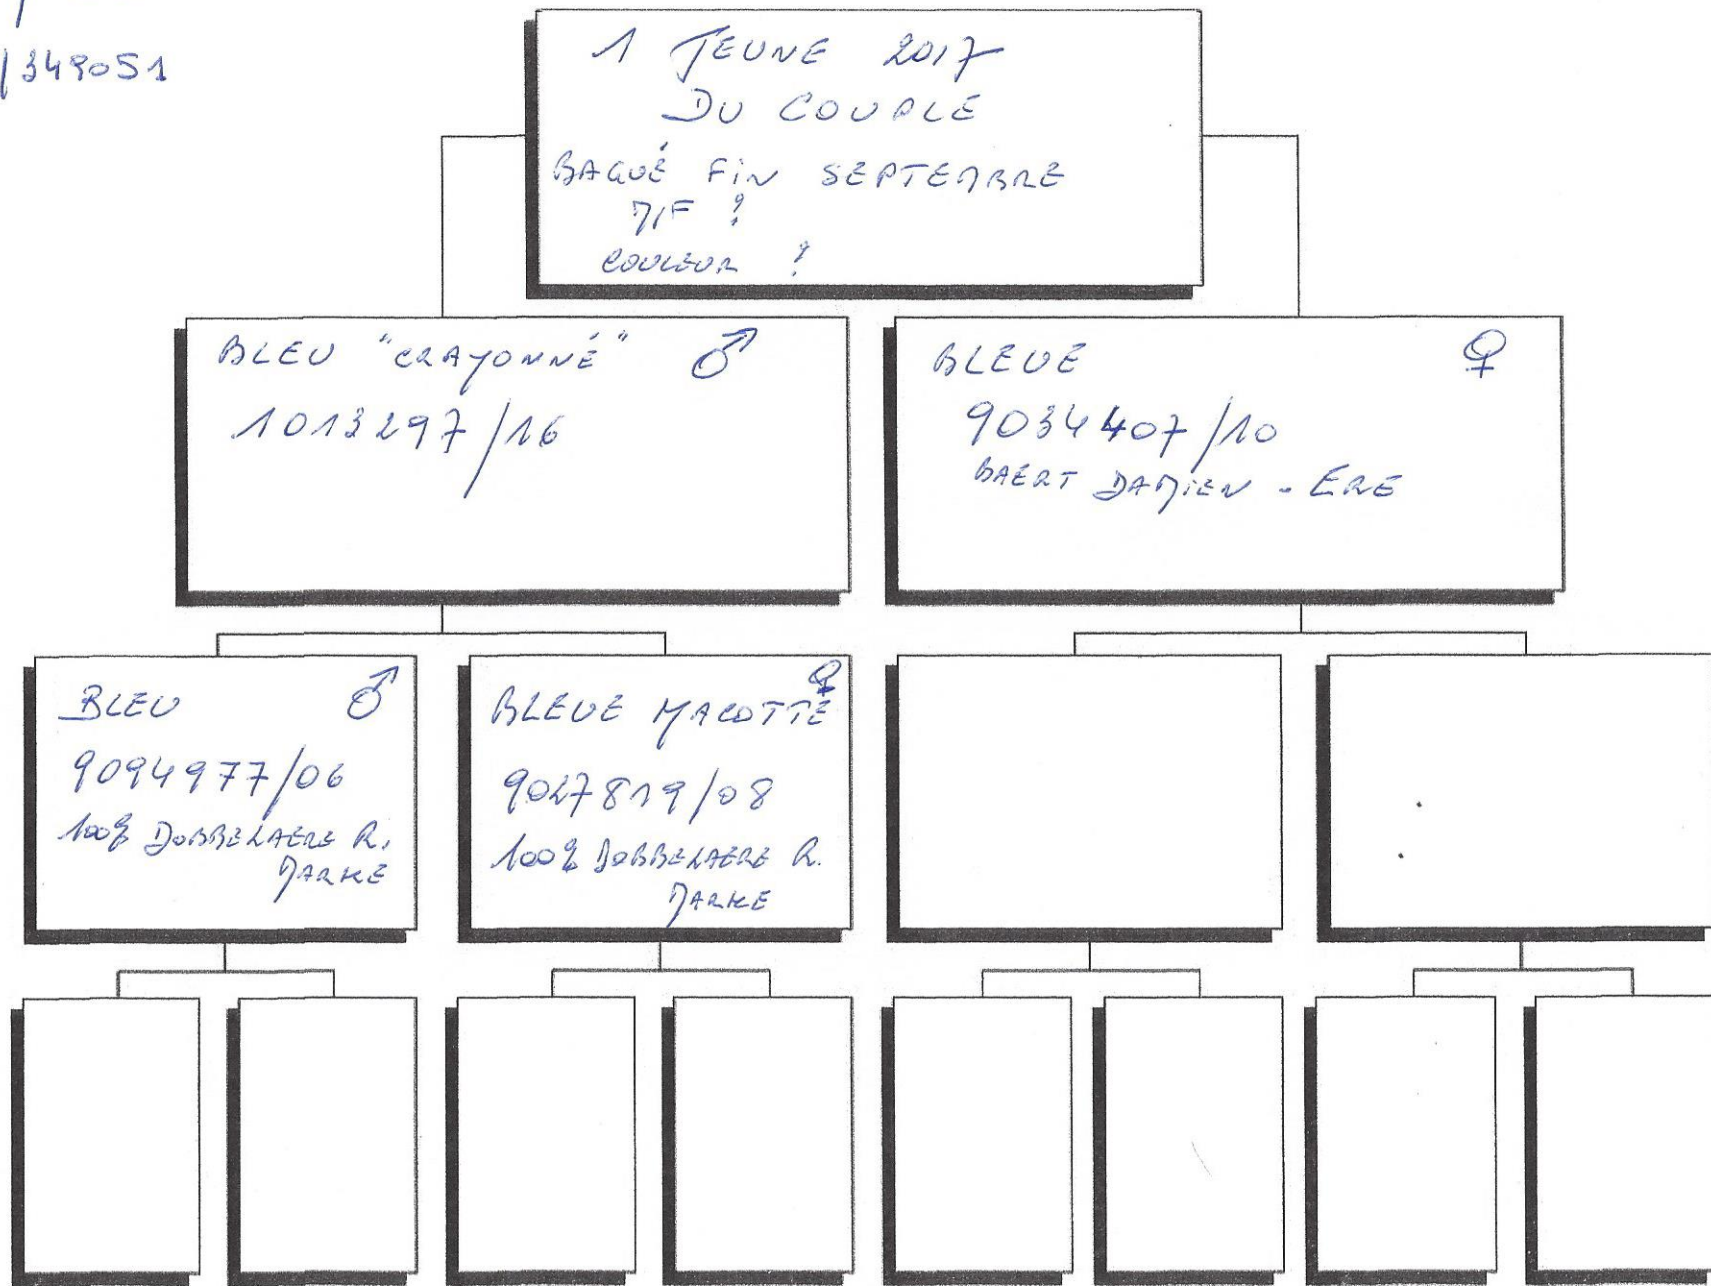 /349051
1 JEUNE 2017
DU COUPLE
BAGUÉ FIN SEPTEMBRE
M/F ?
COULEUR ?
BLEU "CRAYONNÉ" ♂
1013297/16
BLEUE ♀
9034407/10
BAERT DAMIEN - ERE
BLEU ♂
9094977/06
100% DOBBELAERE R.
MARKE
BLEUE MACOTTÉ ♀
9027819/08
100% DOBBELAERE R.
MARKE